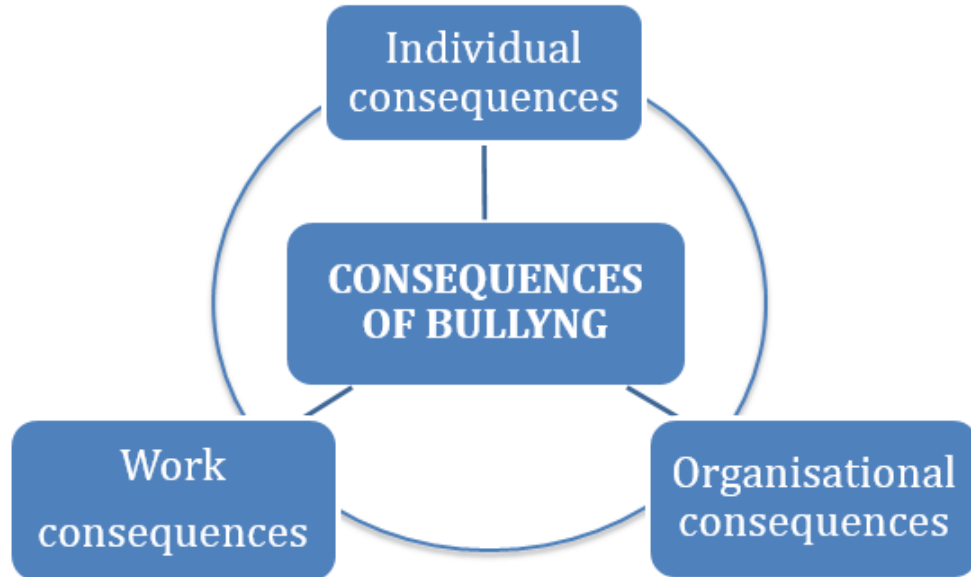 Individual
consequences
CONSEQUENCES
OF BULLYNG
Work
consequences
Organisational
consequences